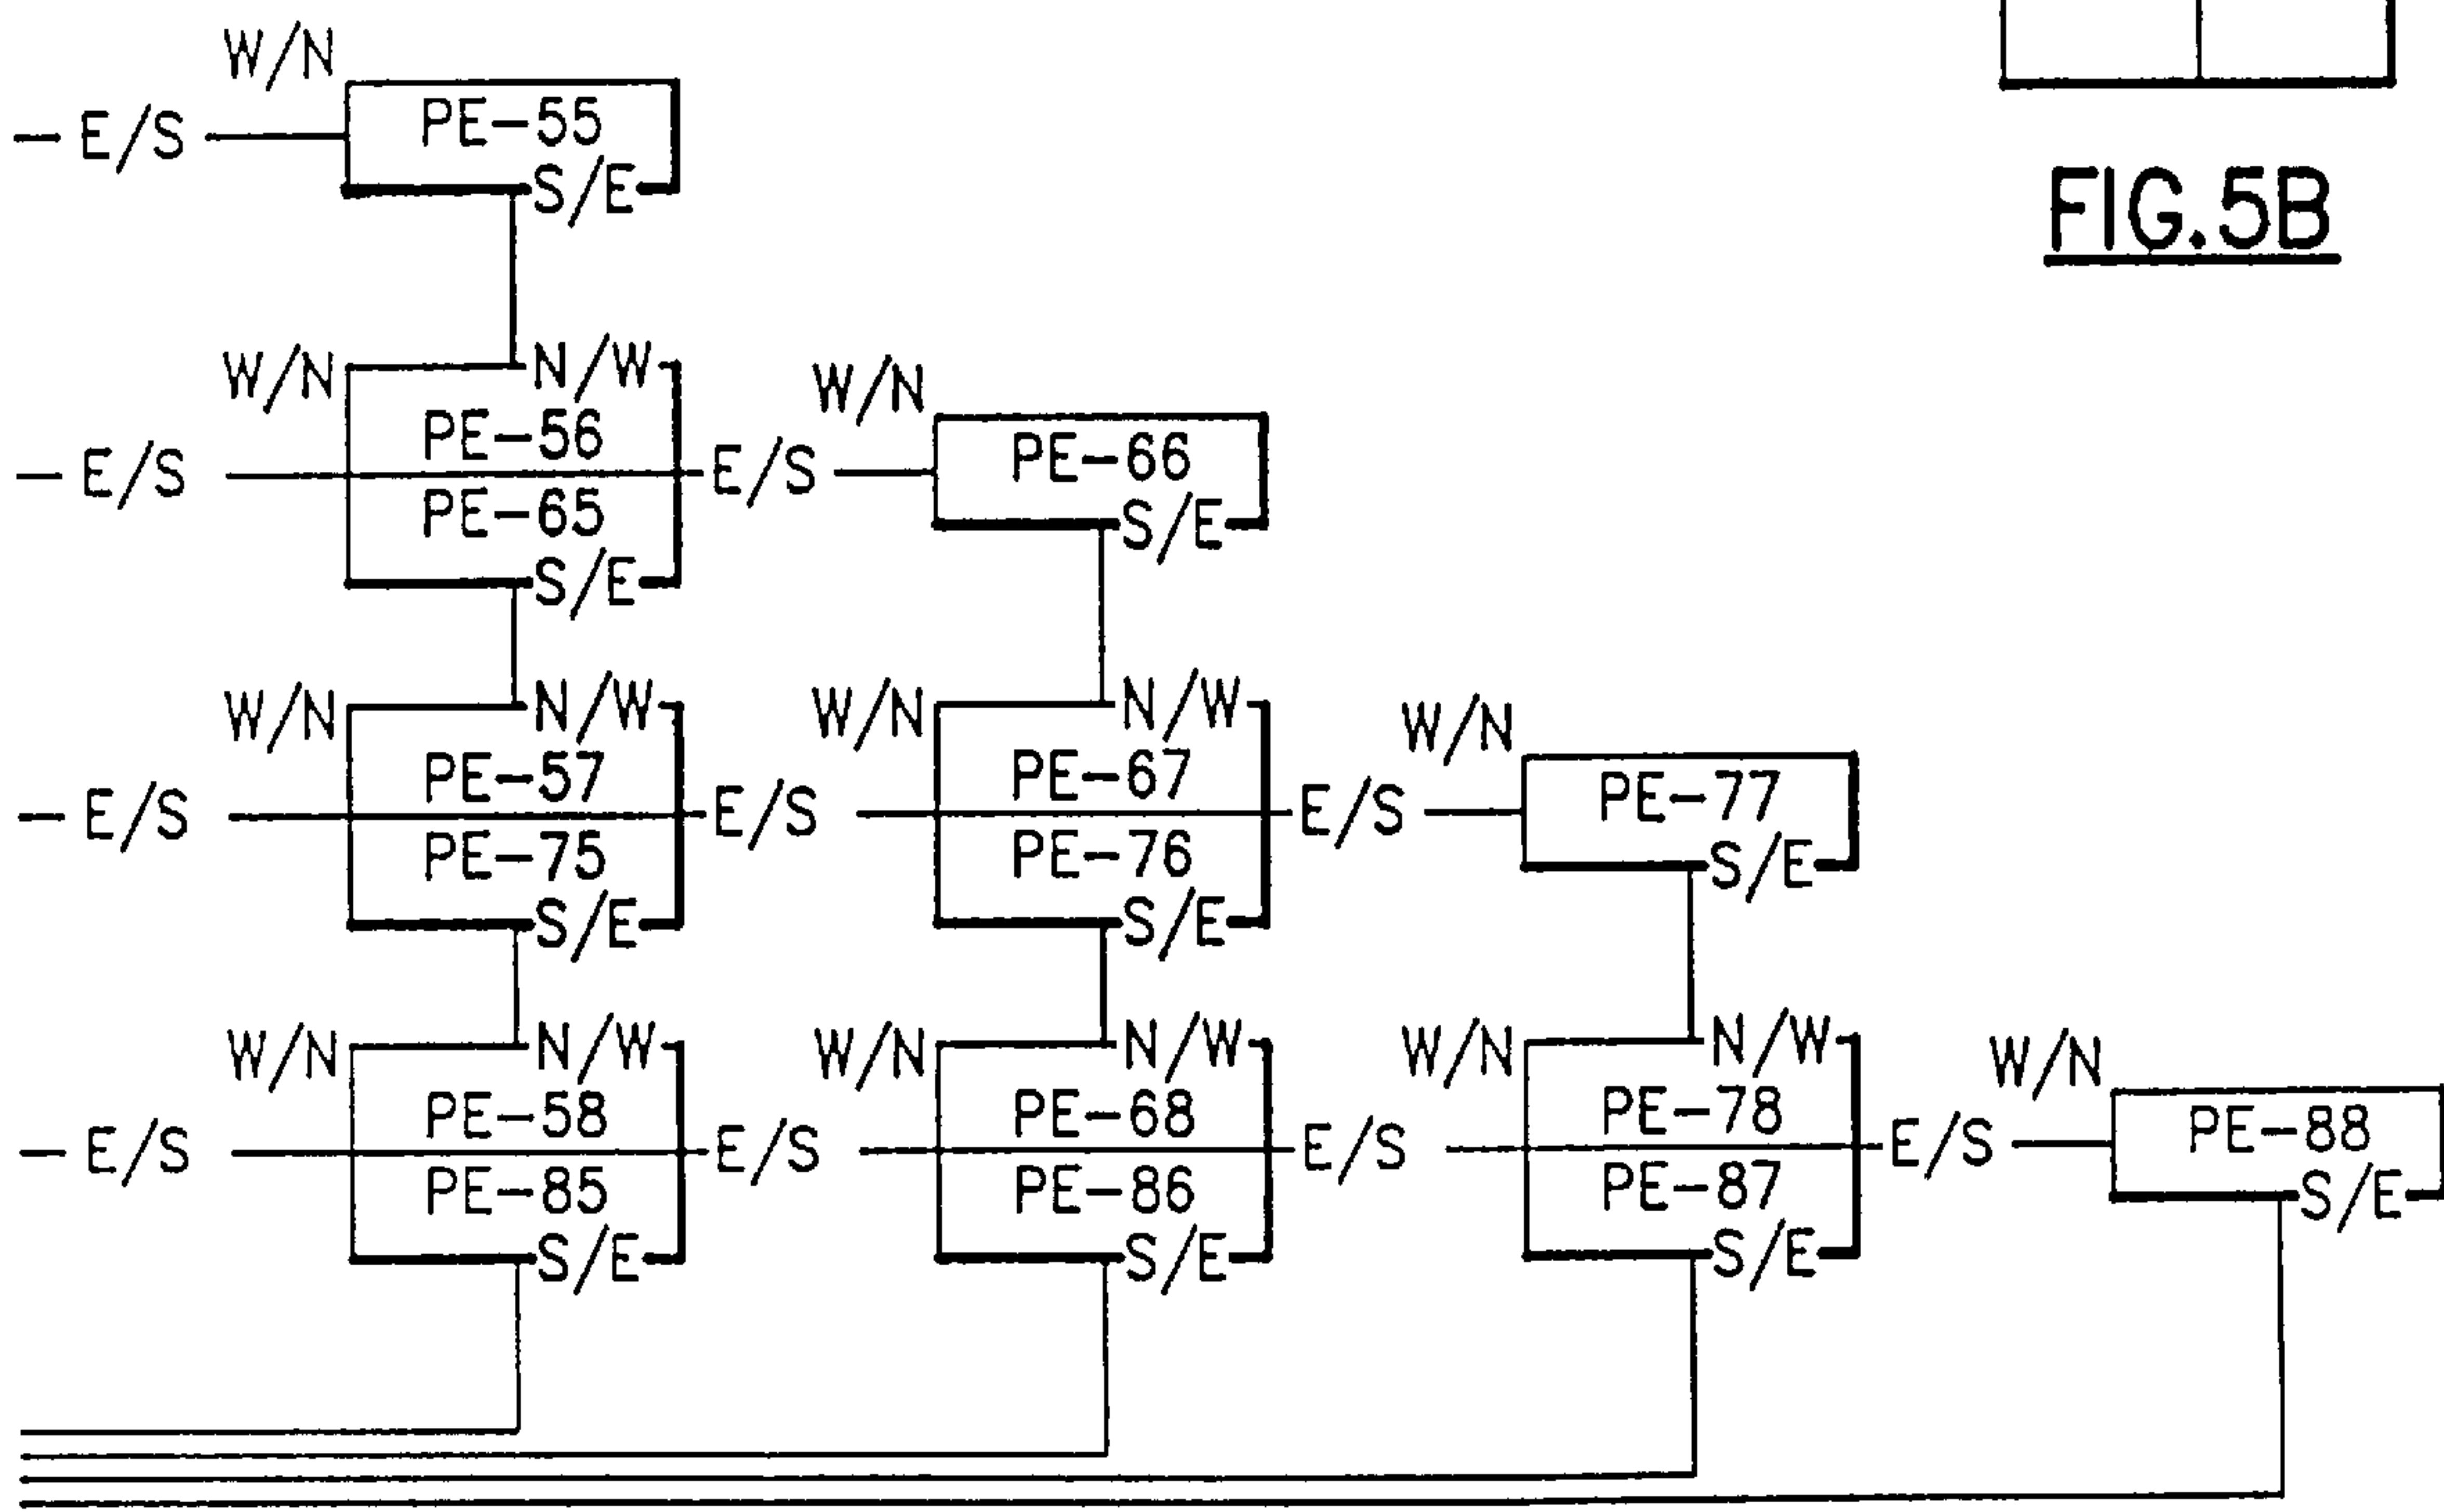 W/N
— E/S
PE-55
S/E
FIG.5B
W/N
N/W
PE-56
— E/S
PE-65
S/E
E/S
W/N
PE-66
S/E
W/N
N/W
PE-57
— E/S
PE-75
S/E
E/S
W/N
N/W
PE-67
PE-76
S/E
E/S
W/N
PE-77
S/E
W/N
N/W
PE-58
— E/S
PE-85
S/E
E/S
W/N
N/W
PE-68
PE-86
S/E
E/S
W/N
N/W
PE-78
PE-87
S/E
E/S
W/N
PE-88
S/E